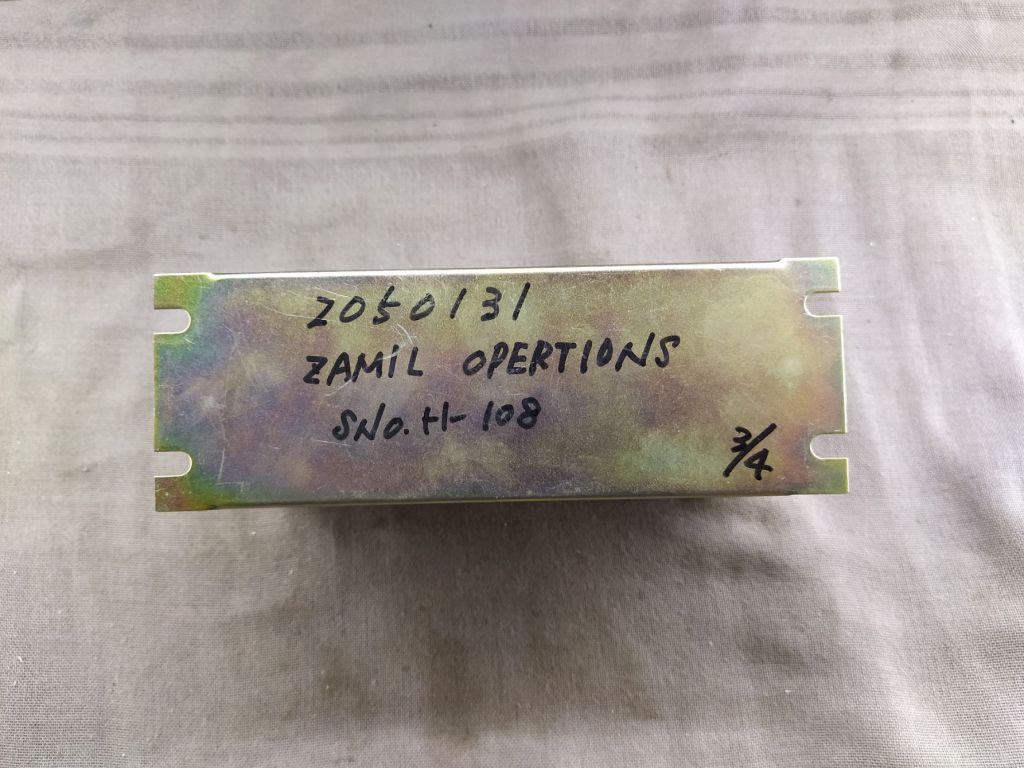 2050131
ZAMIL OPERTIONS
SNO.H-108
3/4